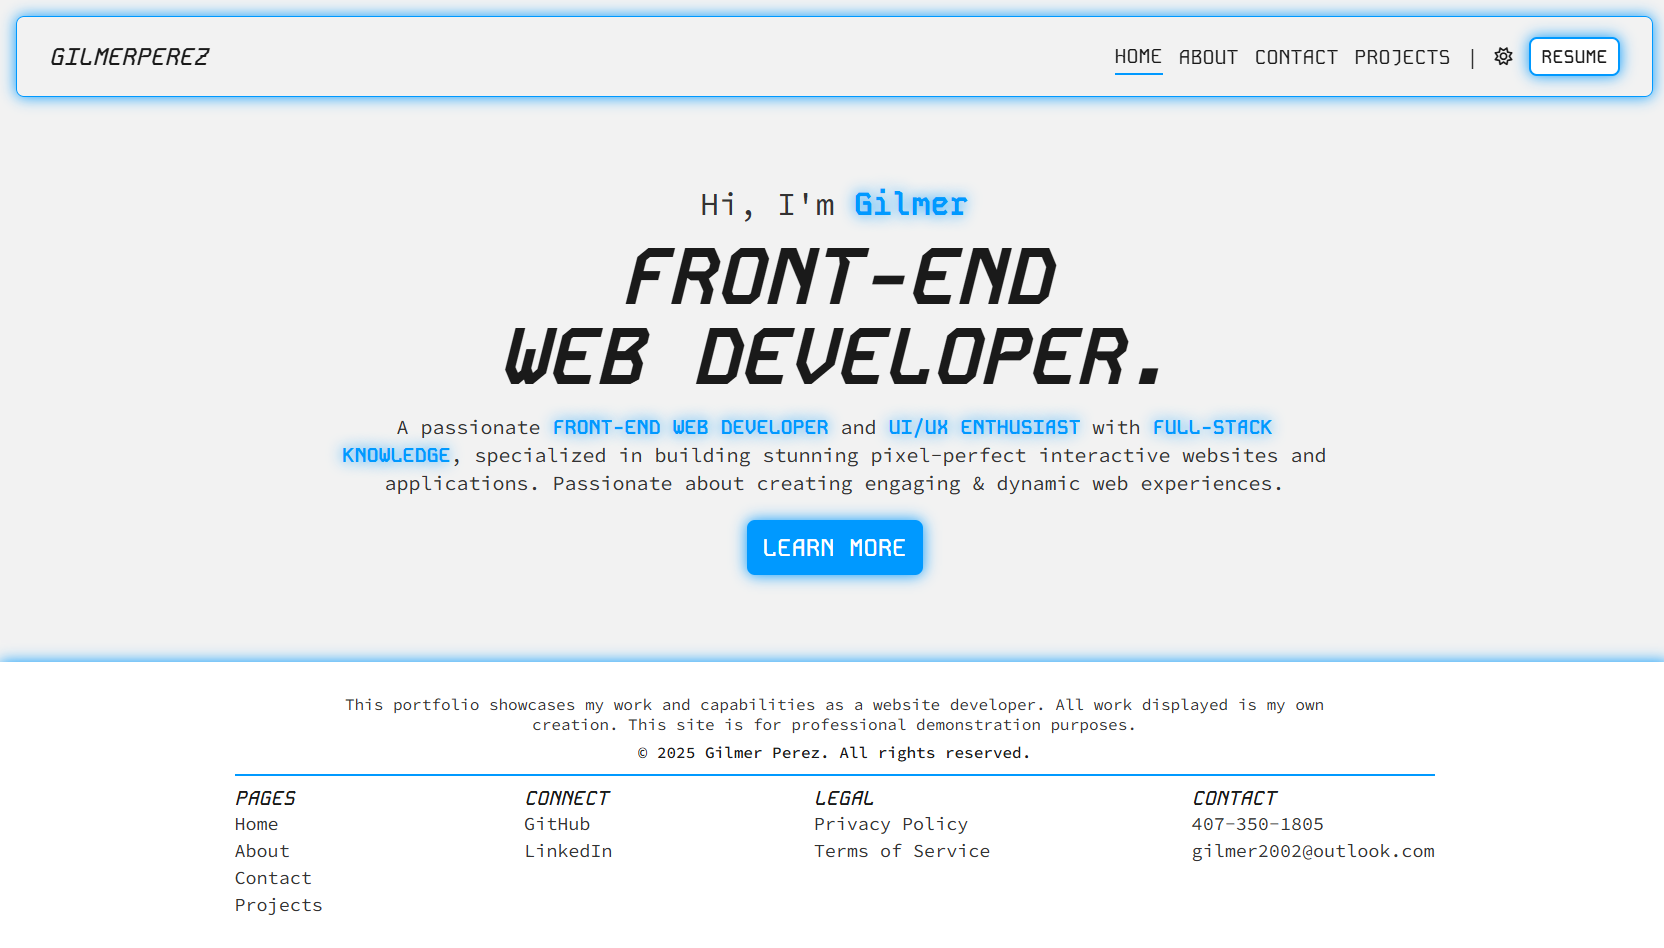 GILMERPEREZ
HOME ABOUT CONTACT PROJECTS | RESUME
Hi, I'm Gilmer
FRONT-END
WEB DEVELOPER.
A passionate FRONT-END WEB DEVELOPER and UI/UX ENTHUSIAST with FULL-STACK
KNOWLEDGE, specialized in building stunning pixel-perfect interactive websites and
applications. Passionate about creating engaging & dynamic web experiences.
LEARN MORE
This portfolio showcases my work and capabilities as a website developer. All work displayed is my own
creation. This site is for professional demonstration purposes.
© 2025 Gilmer Perez. All rights reserved.
PAGES
Home
About
Contact
Projects
CONNECT
GitHub
LinkedIn
LEGAL
Privacy Policy
Terms of Service
CONTACT
407-350-1805
gilmer2002@outlook.com